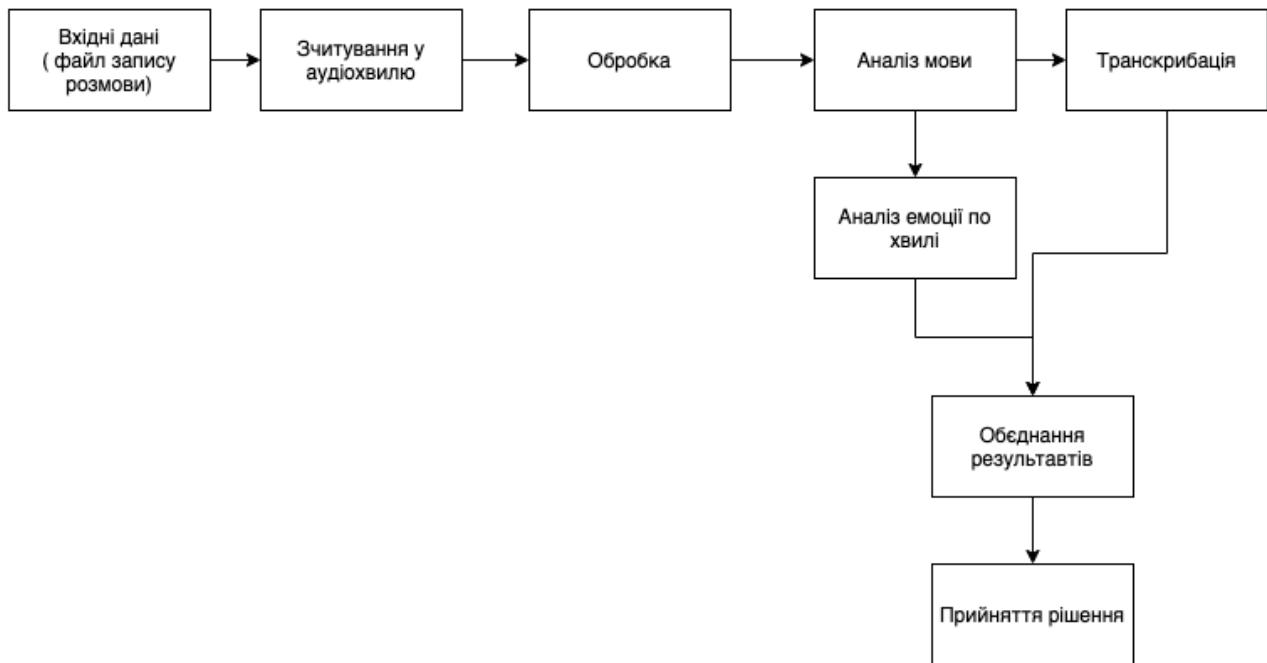 Вхідні дані
( файл запису
розмови)
Зчитування у
аудіохвилю
Обробка
Аналіз мови
Транскрибація
Аналіз емоції по
хвилі
Обєднання
результавтів
Прийняття рішення